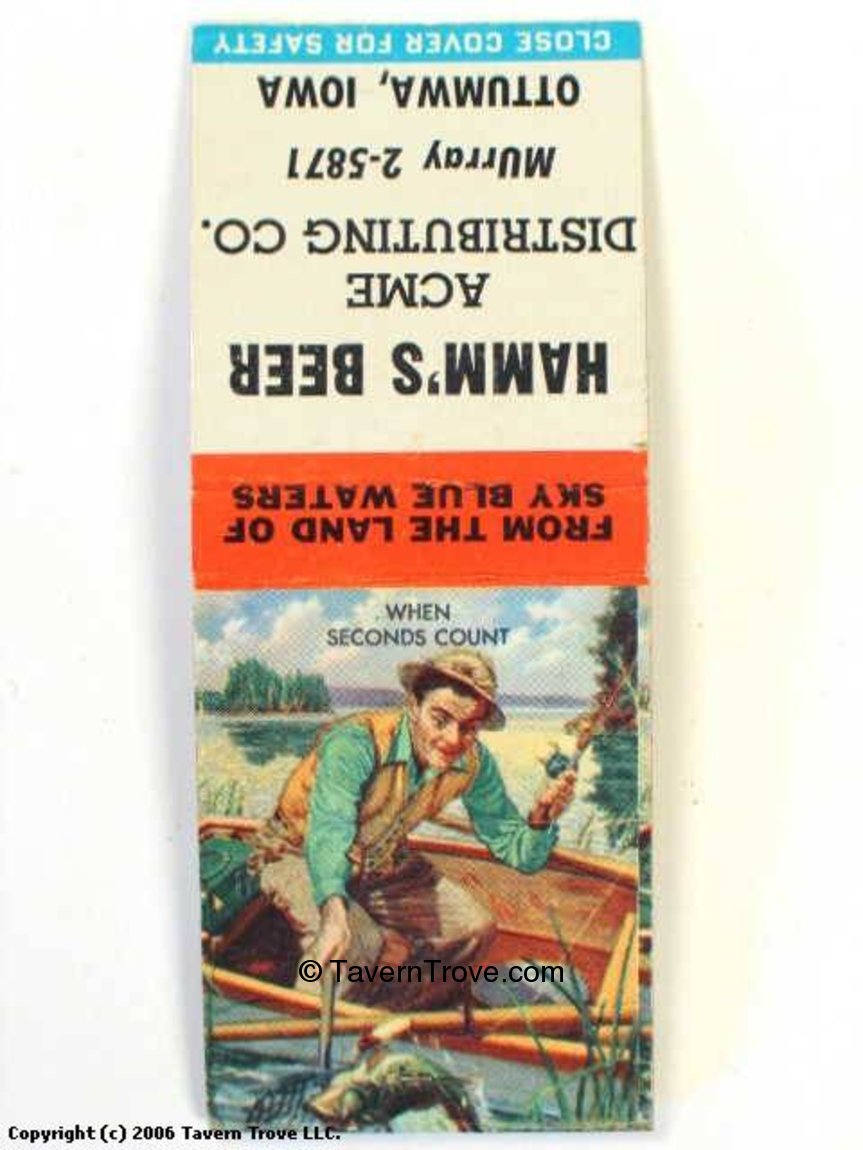 CLOSE COVER FOR SAFETY
OTTUMWA, IOWA
MUrray 2-5871
DISTRIBUTING CO.
ACME
HAMM'S BEER
SKY BLUE WATERS
FROM THE LAND OF
WHEN
SECONDS COUNT
© TavernTrove.com
Copyright (c) 2006 Tavern Trove LLC.